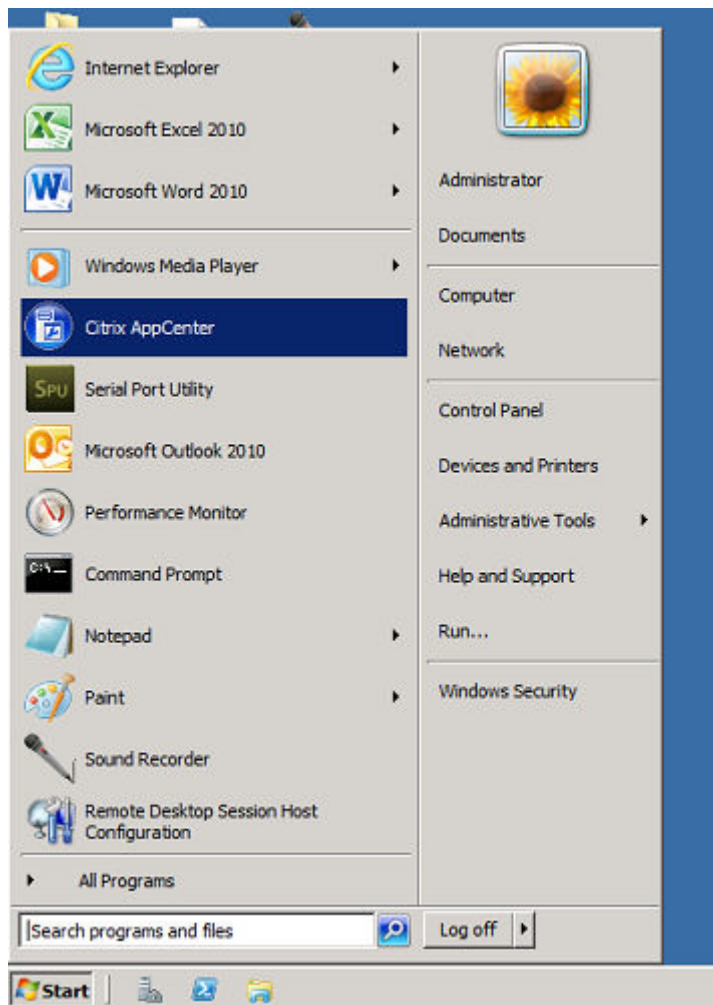 Internet Explorer
Microsoft Excel 2010
Microsoft Word 2010
Windows Media Player
Citrix AppCenter
SPU
Serial Port Utility
Microsoft Outlook 2010
Performance Monitor
C:\
Command Prompt
Notepad
Paint
Sound Recorder
Remote Desktop Session Host
Configuration
All Programs
Search programs and files
Administrator
Documents
Computer
Network
Control Panel
Devices and Printers
Administrative Tools
Help and Support
Run...
Windows Security
Log off
Start